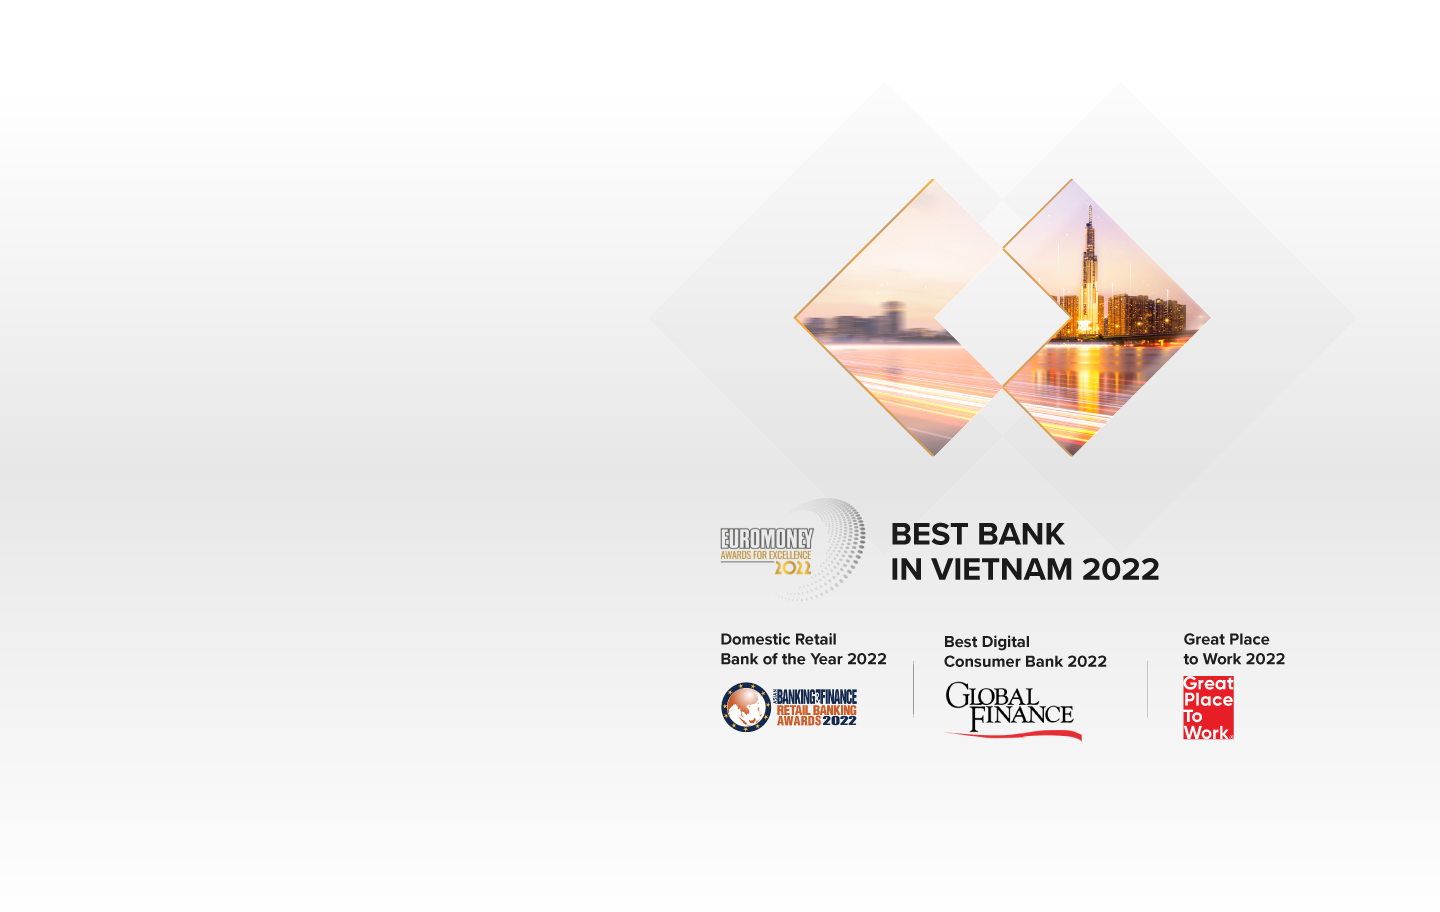 EUROMONEY
AWARDS FOR EXCELLENCE
2022
BEST BANK
IN VIETNAM 2022
Domestic Retail
Bank of the Year 2022
ASIAN
BANKING & FINANCE
RETAIL BANKING
AWARDS 2022
Best Digital
Consumer Bank 2022
GLOBAL
FINANCE
Great Place
to Work 2022
Great
Place
To
Work